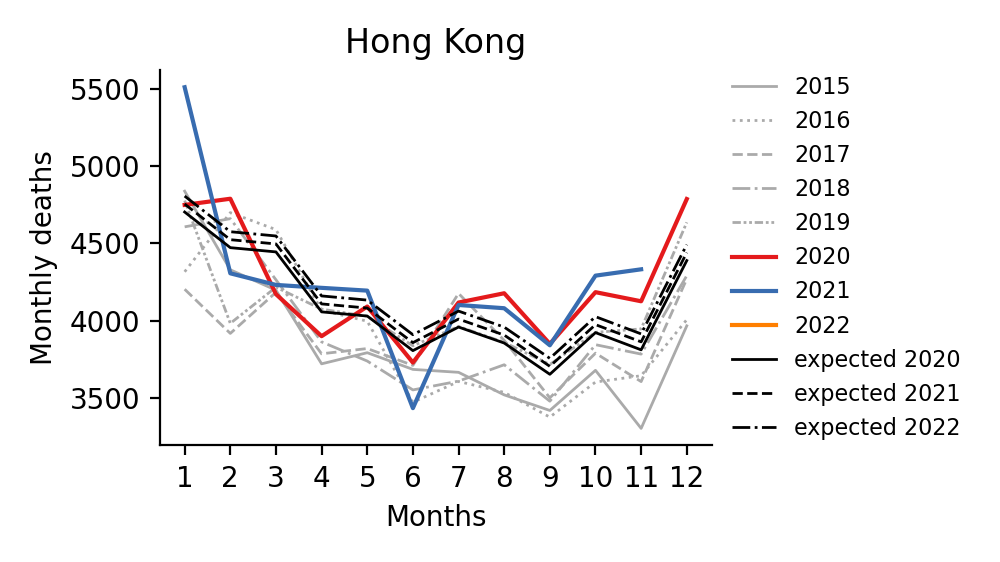 Hong Kong
Monthly deaths
5500
5000
4500
4000
3500
1 2 3 4 5 6 7 8 9 10 11 12
Months
2015
2016
2017
2018
2019
2020
2021
2022
expected 2020
expected 2021
expected 2022